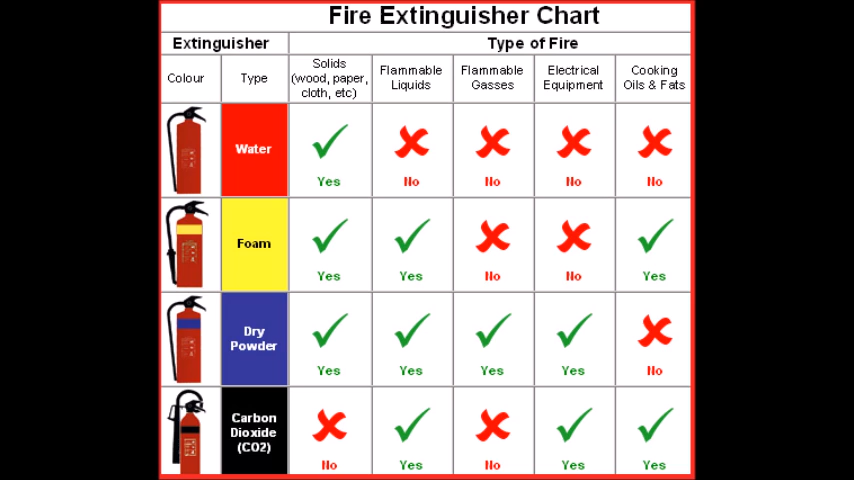 Fire Extinguisher Chart
Extinguisher
Type of Fire
Colour
Type
Solids
(wood, paper,
cloth, etc)
Flammable
Liquids
Flammable
Gasses
Electrical
Equipment
Cooking
Oils & Fats
Water
Yes
No
No
No
No
Foam
Yes
Yes
No
No
Yes
Dry
Powder
Yes
Yes
Yes
Yes
No
Carbon
Dioxide
(CO2)
No
Yes
No
Yes
Yes